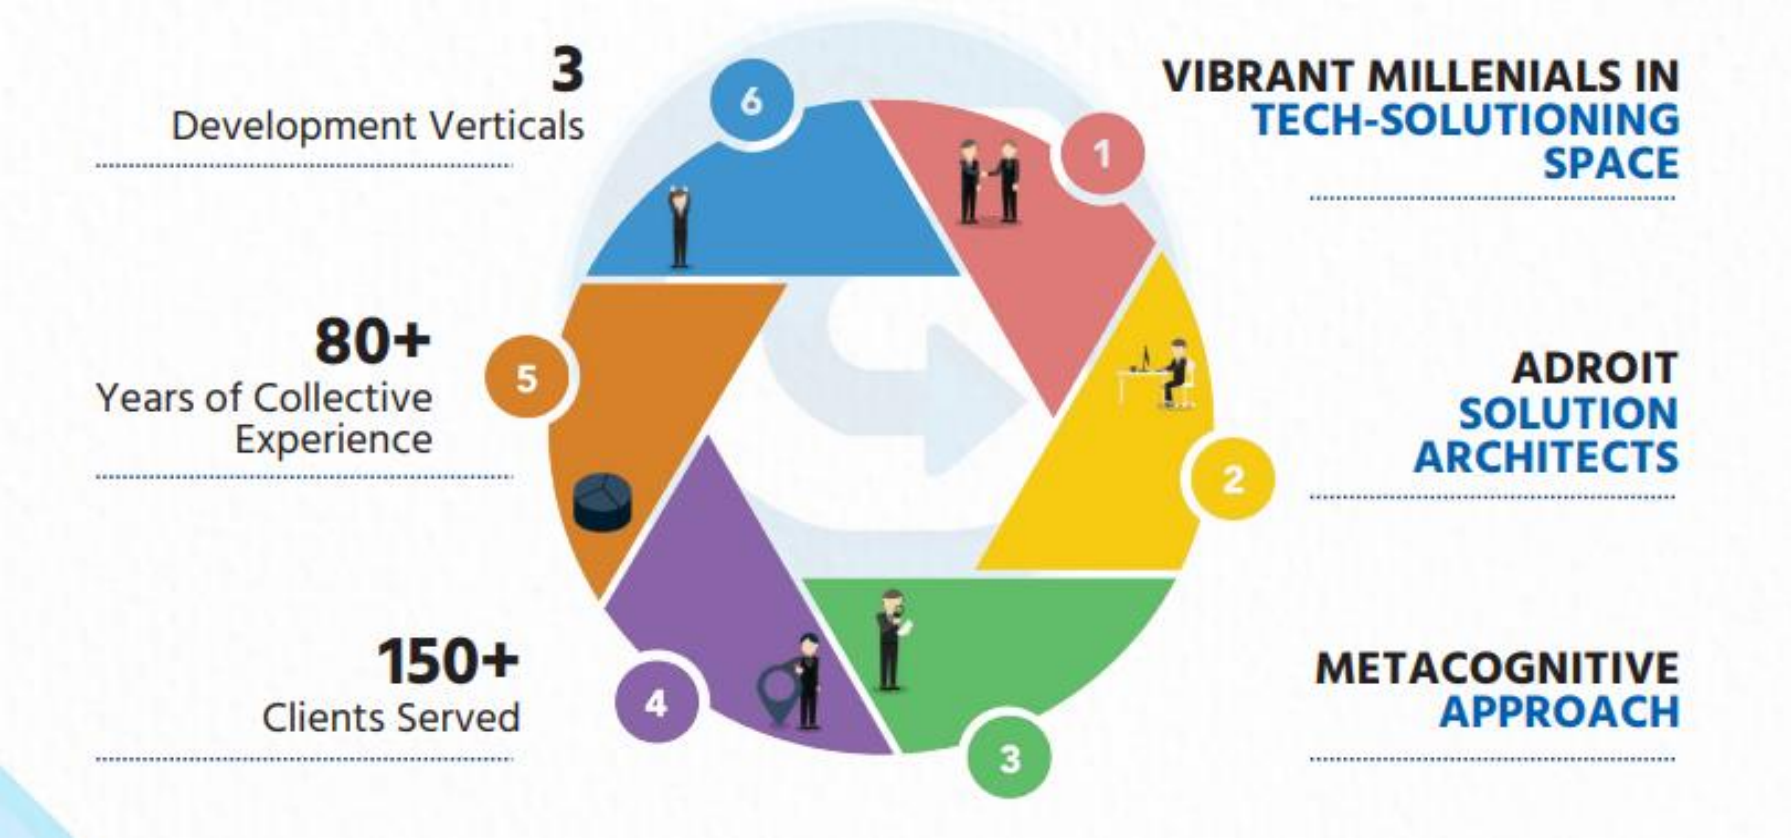 3
Development Verticals
80+
Years of Collective
Experience
150+
Clients Served
6
1
5
2
4
3
VIBRANT MILLENIALS IN
TECH-SOLUTIONING
SPACE
ADROIT
SOLUTION
ARCHITECTS
METACOGNITIVE
APPROACH